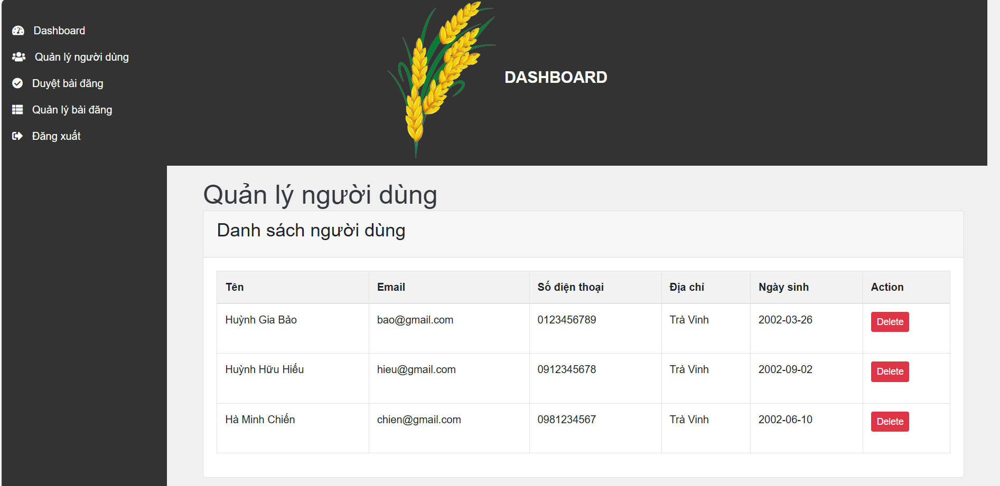 Dashboard
Quản lý người dùng
Duyệt bài đăng
Quản lý bài đăng
Đăng xuất
DASHBOARD
Quản lý người dùng
Danh sách người dùng
Tên Email Số điện thoại Địa chỉ Ngày sinh Action
Huỳnh Gia Bảo bao@gmail.com 0123456789 Trà Vinh 2002-03-26 Delete
Huỳnh Hữu Hiếu hieu@gmail.com 0912345678 Trà Vinh 2002-09-02 Delete
Hà Minh Chiến chien@gmail.com 0981234567 Trà Vinh 2002-06-10 Delete